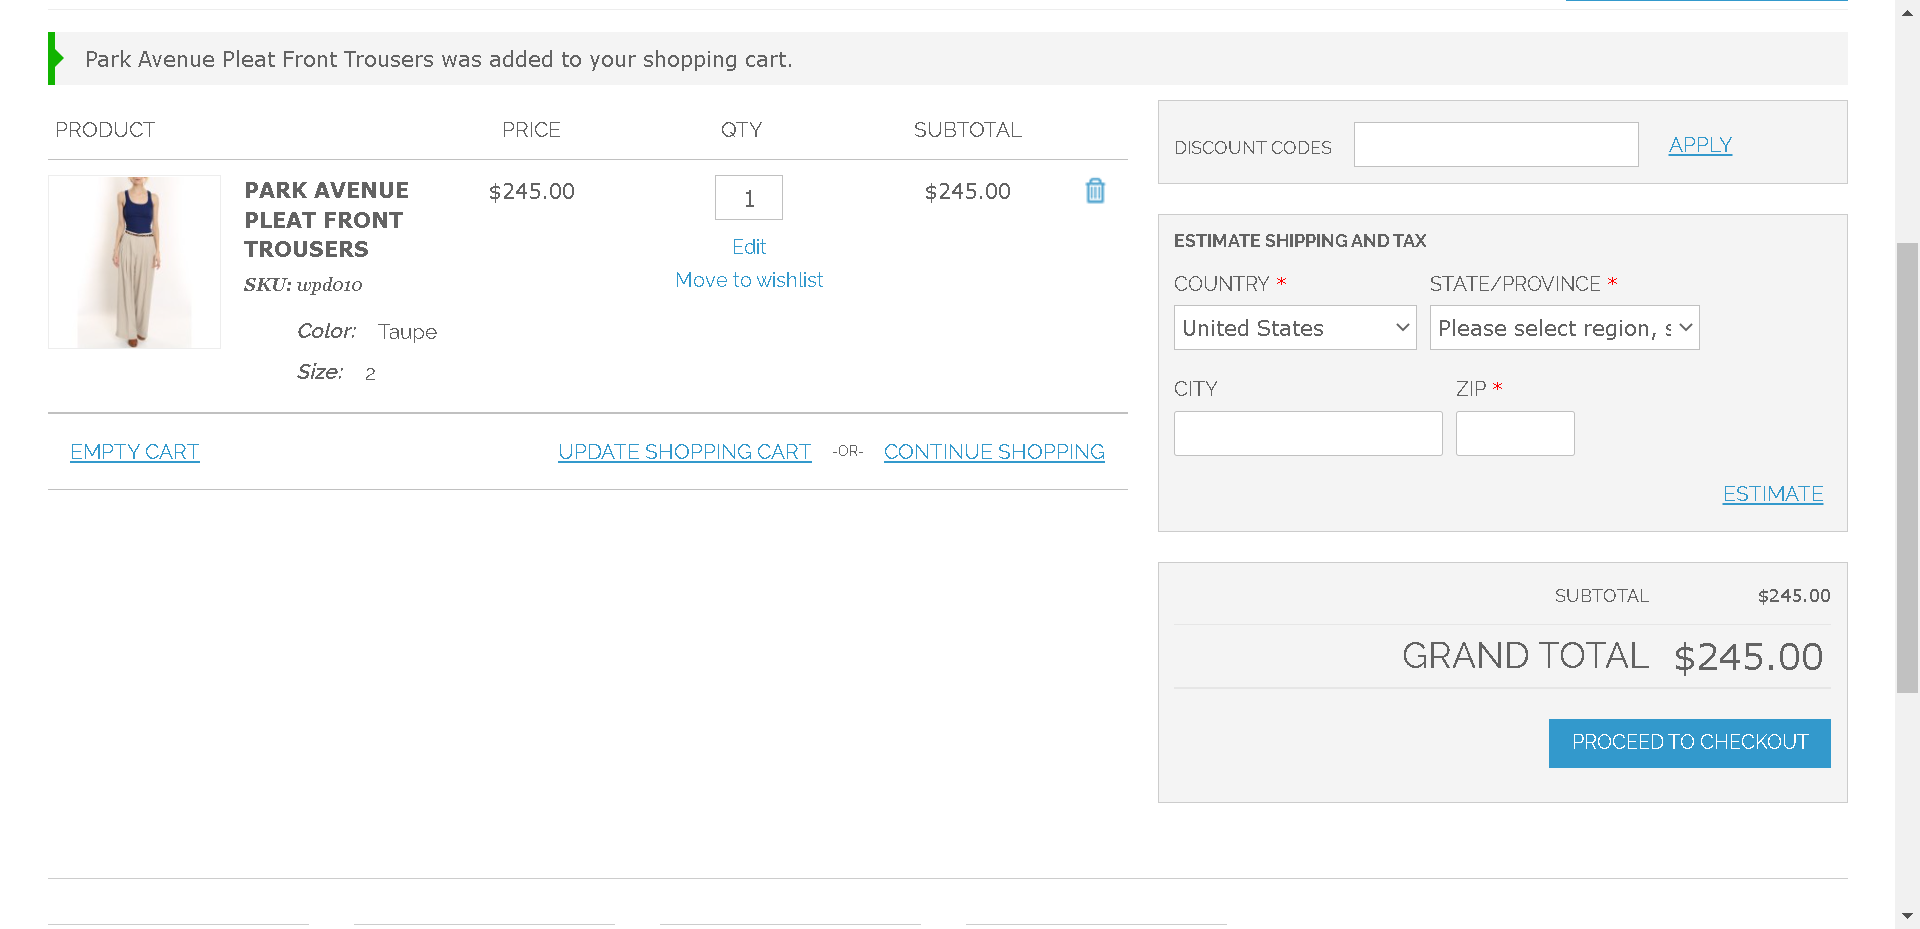 Park Avenue Pleat Front Trousers was added to your shopping cart.
PRODUCT PRICE QTY SUBTOTAL
PARK AVENUE
PLEAT FRONT
TROUSERS
SKU: wpd010
Color: Taupe
Size: 2
$245.00
1
Edit
Move to wishlist
$245.00
EMPTY CART UPDATE SHOPPING CART -OR- CONTINUE SHOPPING
DISCOUNT CODES APPLY
ESTIMATE SHIPPING AND TAX
COUNTRY * STATE/PROVINCE *
United States Please select region, s
CITY ZIP *
ESTIMATE
SUBTOTAL $245.00
GRAND TOTAL $245.00
PROCEED TO CHECKOUT